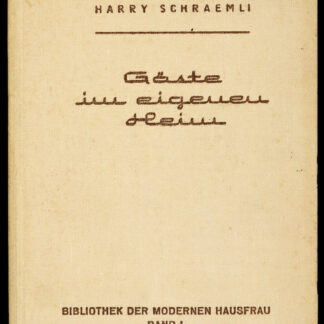 HARRY SCHRAEMLI
Gäste
im eigenen
Heim
BIBLIOTHEK DER MODERNEN HAUSFRAU
BAND I